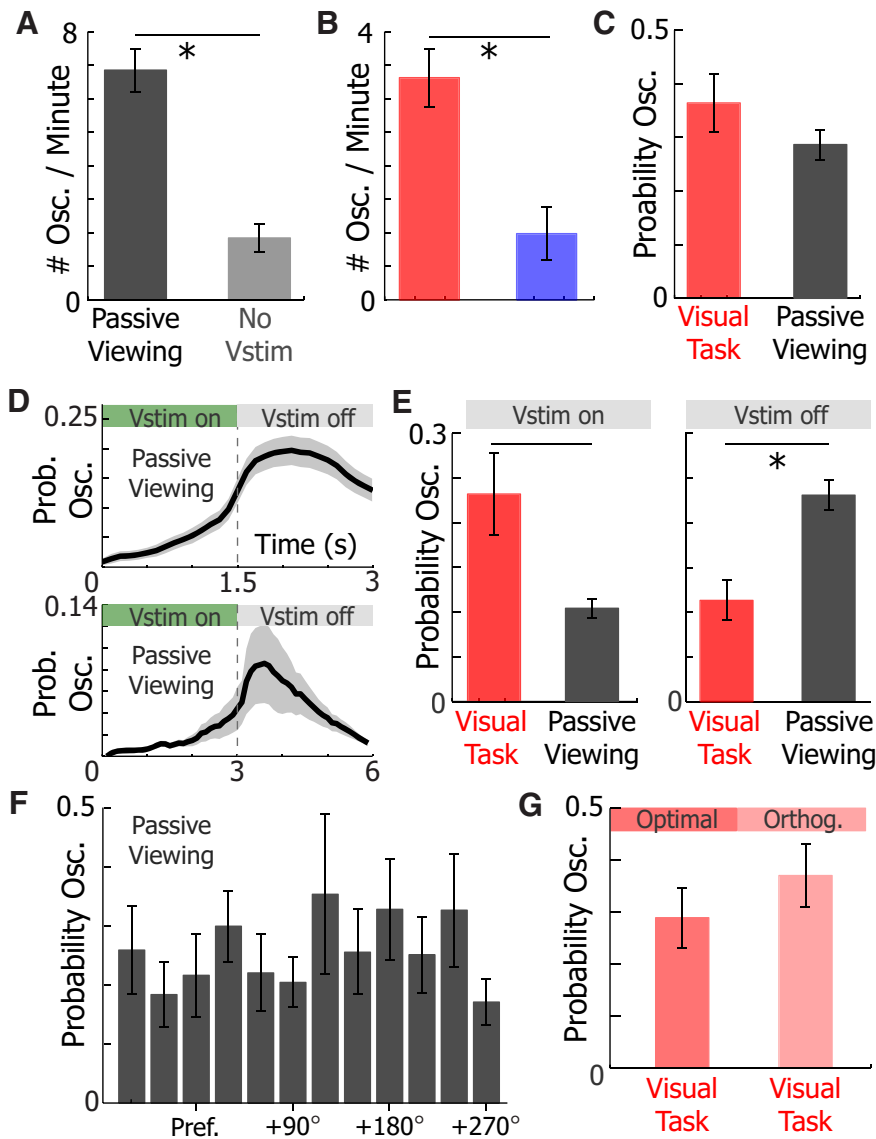 A
8
*
# Osc. / Minute
0
Passive
Viewing
No
Vstim
B
4
*
# Osc. / Minute
0
C
0.5
Proability Osc.
0
Visual
Task
Passive
Viewing
D
0.25
Vstim on
Vstim off
Passive
Viewing
Prob.
Osc.
Time (s)
0
1.5
3
0.14
Vstim on
Vstim off
Passive
Viewing
Prob.
Osc.
0
3
6
E
Vstim on
Vstim off
0.3
*
Probability Osc.
0
0
Visual
Task
Passive
Viewing
Visual
Task
Passive
Viewing
F
0.5
Passive
Viewing
Probability Osc.
0
Pref.
+90°
+180°
+270°
G
0.5
Optimal
Orthog.
Probability Osc.
0
Visual
Task
Visual
Task